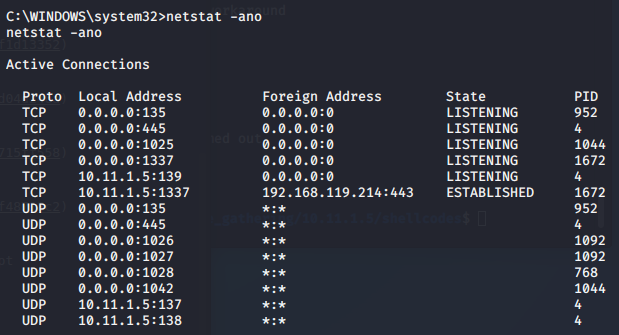 C:\WINDOWS\system32>netstat -ano
netstat -ano
Active Connections
Proto Local Address Foreign Address State PID
TCP 0.0.0.0:135 0.0.0.0:0 LISTENING 952
TCP 0.0.0.0:445 0.0.0.0:0 LISTENING 4
TCP 0.0.0.0:1025 0.0.0.0:0 LISTENING 1044
TCP 0.0.0.0:1337 0.0.0.0:0 LISTENING 1672
TCP 10.11.1.5:139 0.0.0.0:0 LISTENING 4
TCP 10.11.1.5:1337 192.168.119.214:443 ESTABLISHED 1672
UDP 0.0.0.0:135 *:* 952
UDP 0.0.0.0:445 *:* 4
UDP 0.0.0.0:1026 *:* 1092
UDP 0.0.0.0:1027 *:* 1092
UDP 0.0.0.0:1028 *:* 768
UDP 0.0.0.0:1042 *:* 1044
UDP 10.11.1.5:137 *:* 4
UDP 10.11.1.5:138 *:* 4